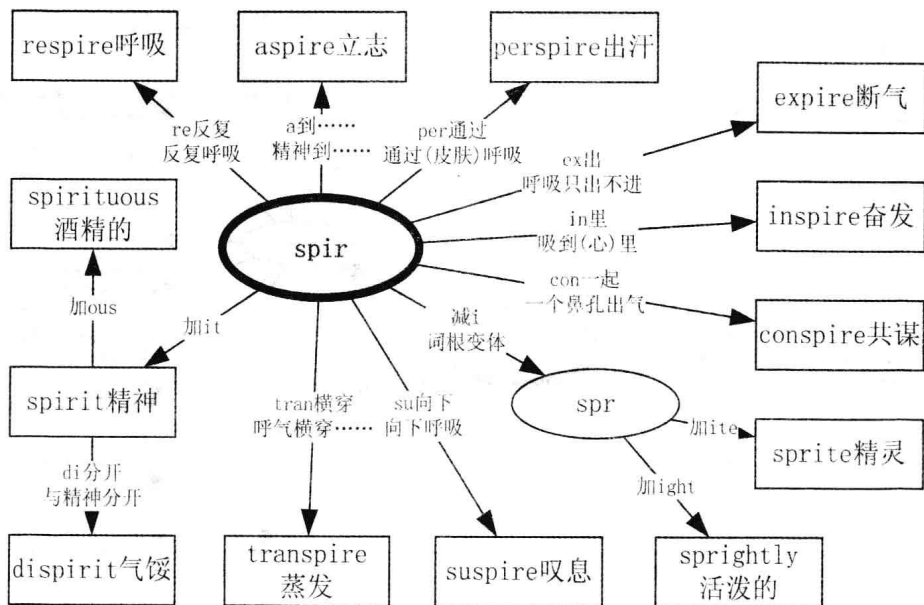 respire呼吸
aspire立志
perspire出汗
expire断气
re反复
反复呼吸
a到……
精神到……
per通过
通过(皮肤)呼吸
ex出
呼吸只出不进
spirituous
酒精的
spir
in里
吸到(心)里
inspire奋发
con一起
一个鼻孔出气
conspire共谋
加ous
加it
减i
词根变体
spirit精神
tran横穿
呼气横穿……
su向下
向下呼吸
spr
加ite
sprite精灵
di分开
与精神分开
加ight
dispirit气馁
transpire
蒸发
suspire叹息
sprightly
活泼的